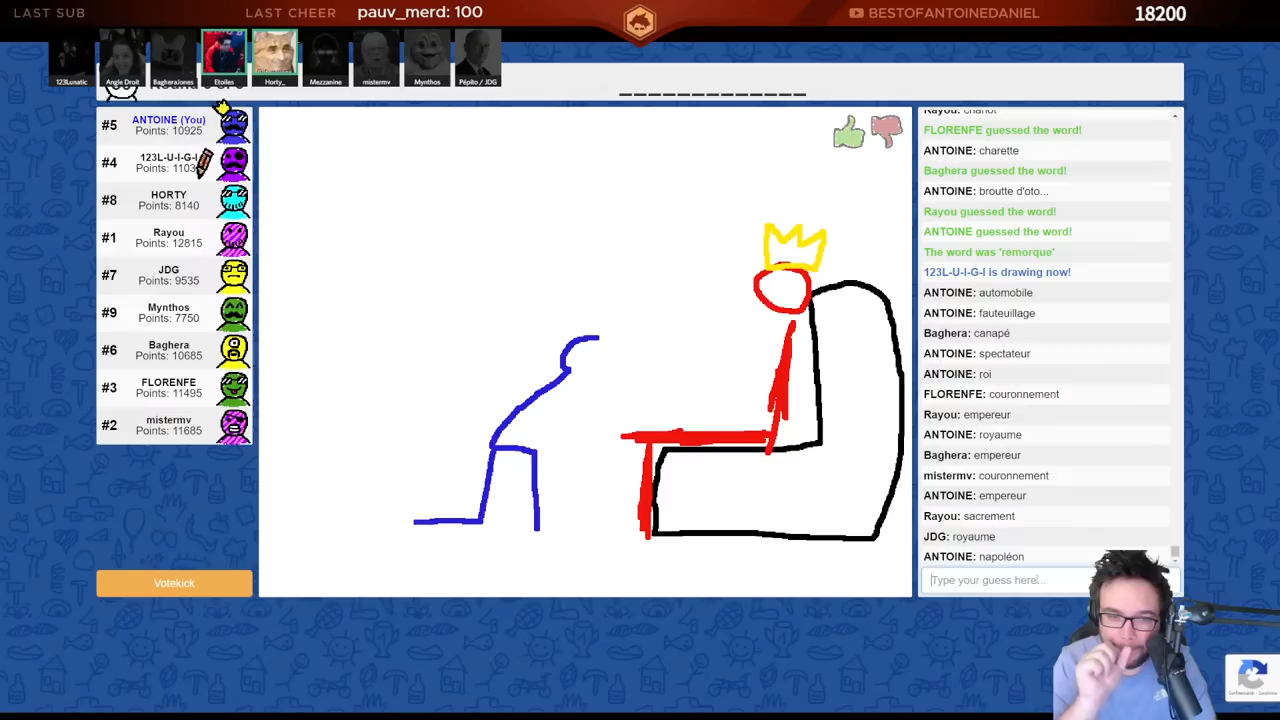 LAST SUB
LAST CHEER
pauv_merd: 100
BESTOFANTOINEDANIEL
18200
123Lunatic
Angle Droit
BagheraJones
Etoiles
Horty_
Mezzanine
mistermv
Mynthos
Pépito / JDG
_____________
#5
ANTOINE (You)
Points: 10925
#4
123L-U-I-G-I
Points: 1103
#8
HORTY
Points: 8140
#1
Rayou
Points: 12815
#7
JDG
Points: 9535
#9
Mynthos
Points: 7750
#6
Baghera
Points: 10685
#3
FLORENFE
Points: 11495
#2
mistermv
Points: 11685
Votekick
Rayou: chariot
FLORENFE guessed the word!
ANTOINE: charette
Baghera guessed the word!
ANTOINE: broutte d'oto...
Rayou guessed the word!
ANTOINE guessed the word!
The word was 'remorque'
123L-U-I-G-I is drawing now!
ANTOINE: automobile
ANTOINE: fauteuillage
Baghera: canapé
ANTOINE: spectateur
ANTOINE: roi
FLORENFE: couronnement
Rayou: empereur
ANTOINE: royaume
Baghera: empereur
mistermv: couronnement
ANTOINE: empereur
Rayou: sacrement
JDG: royaume
ANTOINE: napoléon
Type your guess here...